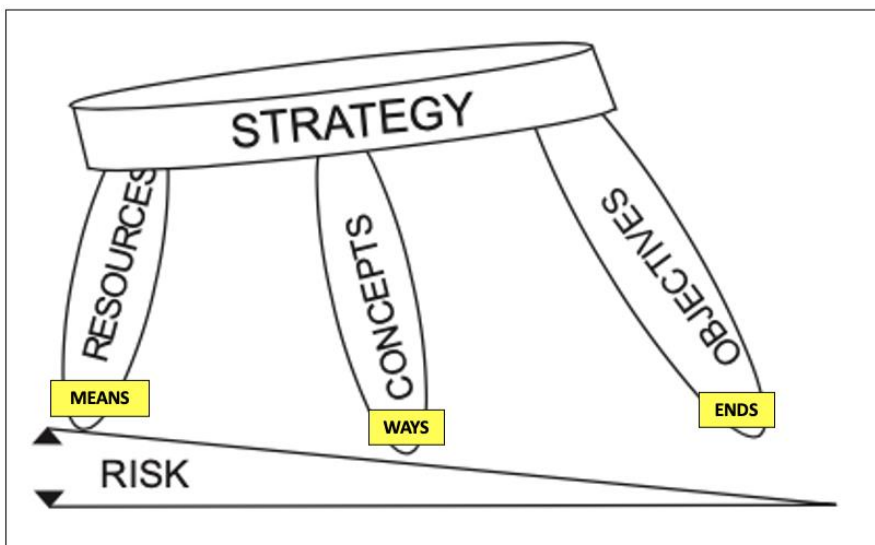 STRATEGY
RESOURCES
CONCEPTS
OBJECTIVES
MEANS
WAYS
ENDS
RISK